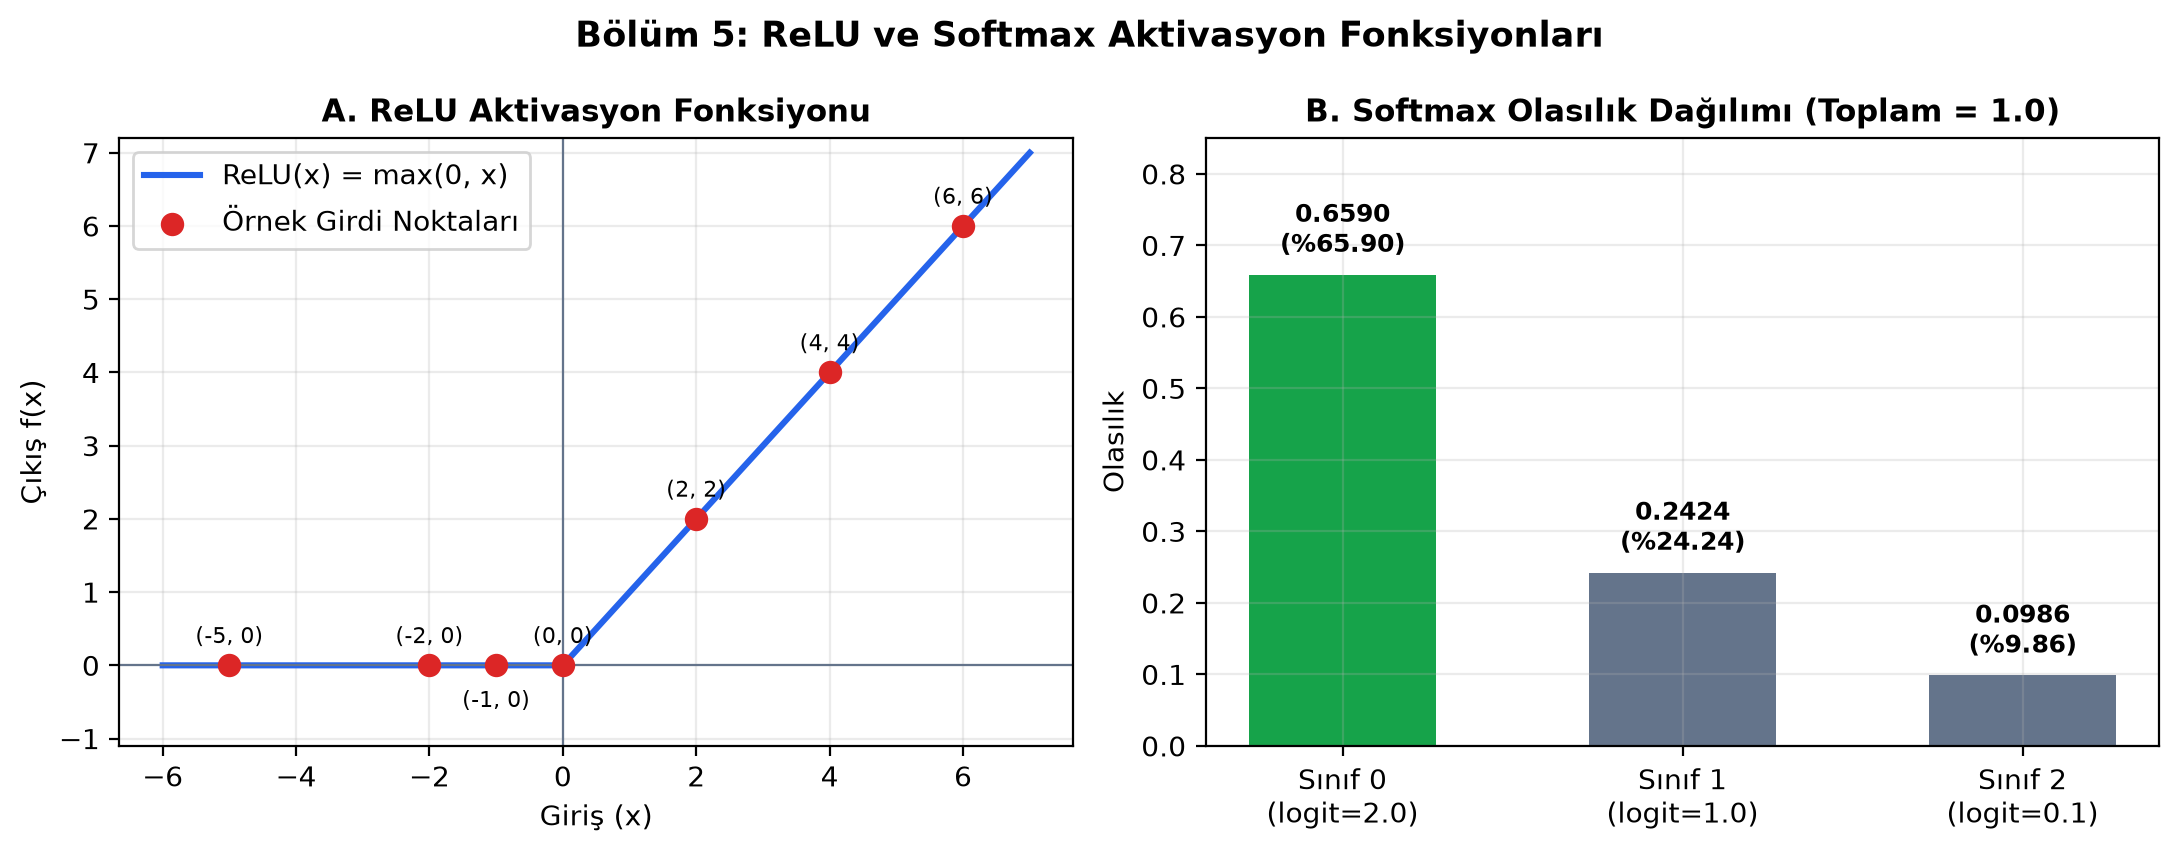 Bölüm 5: ReLU ve Softmax Aktivasyon Fonksiyonları
A. ReLU Aktivasyon Fonksiyonu
7
6
5
4
3
2
1
0
−1
Çıkış f(x)
ReLU(x) = max(0, x)
Örnek Girdi Noktaları
(6, 6)
(4, 4)
(2, 2)
(-5, 0)
(-2, 0)
(0, 0)
(-1, 0)
−6
−4
−2
0
2
4
6
Giriş (x)
B. Softmax Olasılık Dağılımı (Toplam = 1.0)
0.8
0.7
0.6
0.5
0.4
0.3
0.2
0.1
0.0
Olasılık
0.6590
(%65.90)
0.2424
(%24.24)
0.0986
(%9.86)
Sınıf 0
(logit=2.0)
Sınıf 1
(logit=1.0)
Sınıf 2
(logit=0.1)